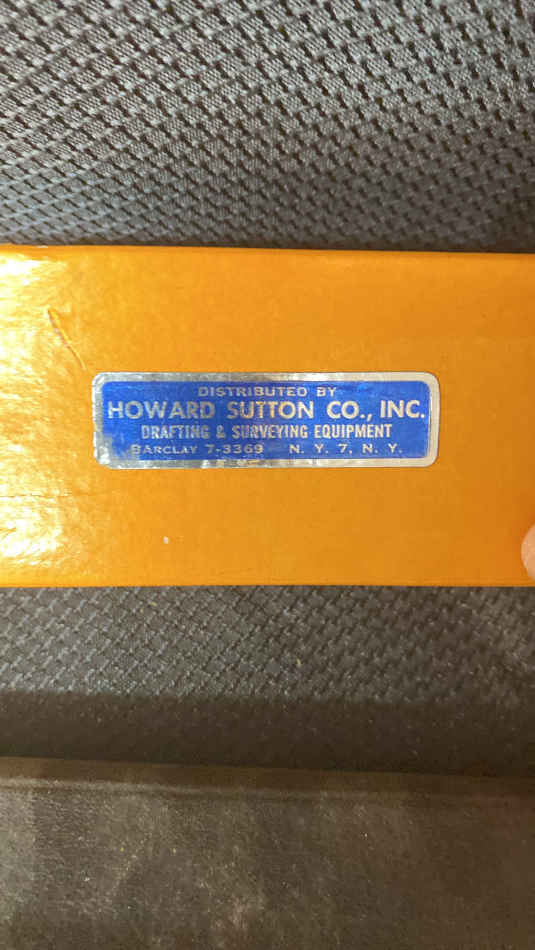 DISTRIBUTED BY
HOWARD SUTTON CO., INC.
DRAFTING & SURVEYING EQUIPMENT
BARCLAY 7-3369 N. Y. 7, N. Y.